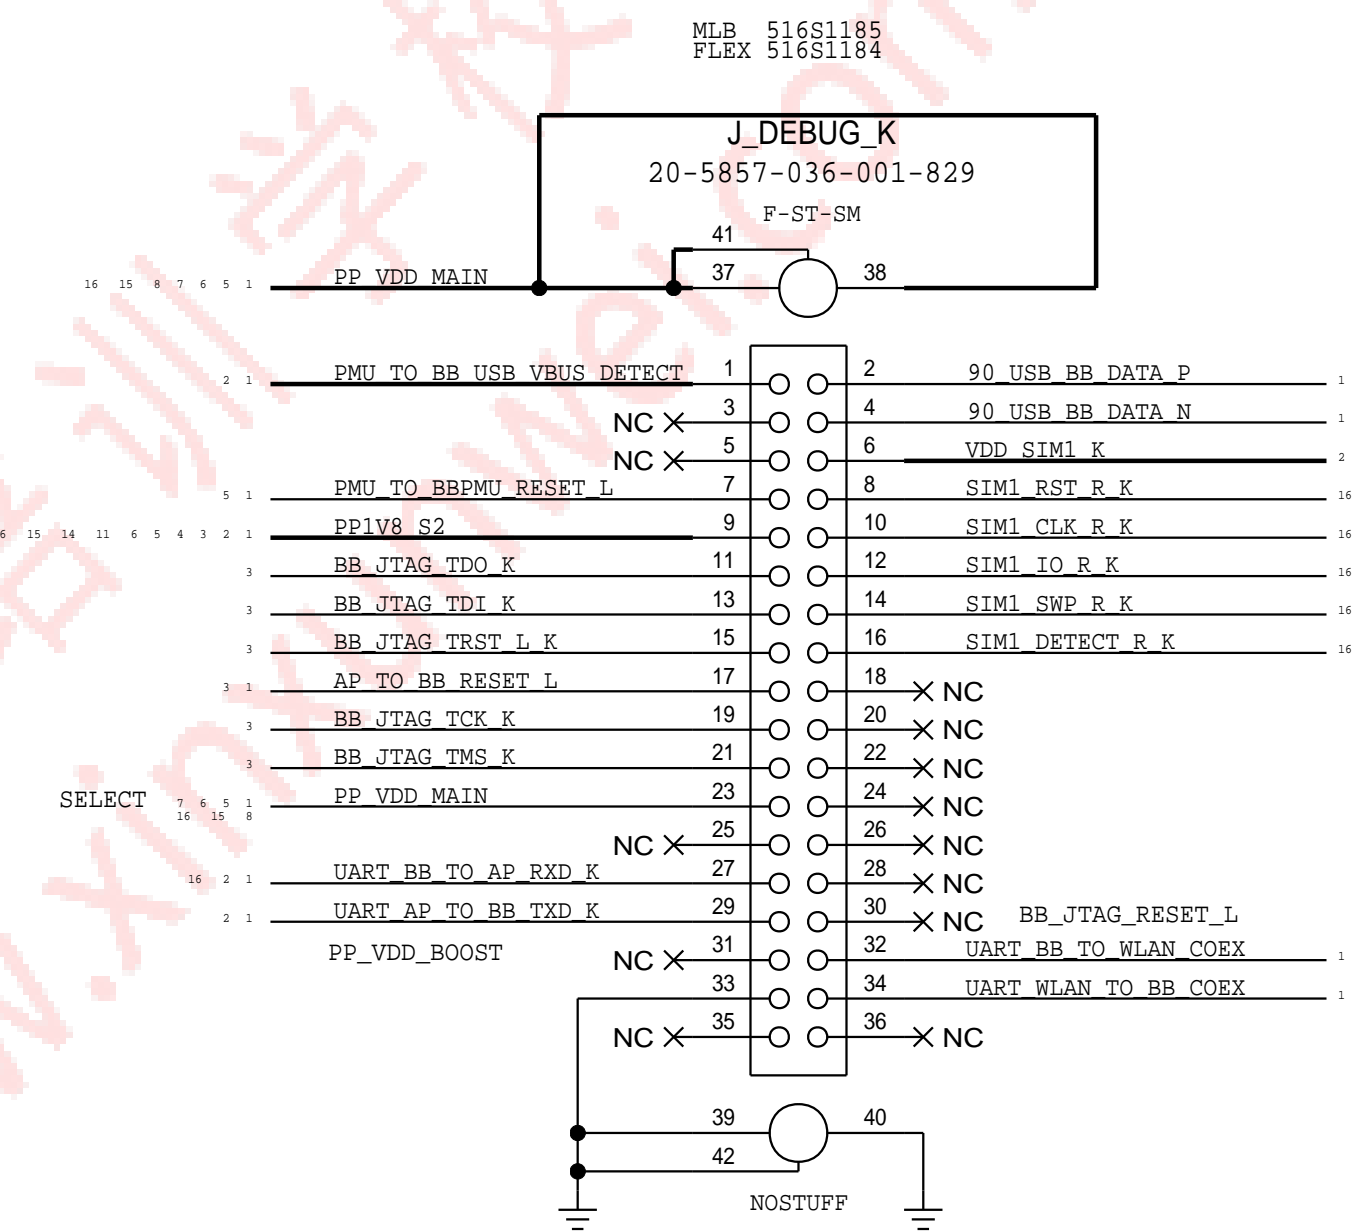 MLB 516S1185
FLEX 516S1184
J_DEBUG_K
20-5857-036-001-829
F-ST-SM
41
16 15 8 7 6 5 1 PP_VDD_MAIN 37 38
2 1 PMU_TO_BB_USB_VBUS_DETECT 1 2 90_USB_BB_DATA_P 1
NC 3 4 90_USB_BB_DATA_N 1
NC 5 6 VDD_SIM1_K 2
5 1 PMU_TO_BBPMU_RESET_L 7 8 SIM1_RST_R_K 16
6 15 14 11 6 5 4 3 2 1 PP1V8_S2 9 10 SIM1_CLK_R_K 16
3 BB_JTAG_TDO_K 11 12 SIM1_IO_R_K 16
3 BB_JTAG_TDI_K 13 14 SIM1_SWP_R_K 16
3 BB_JTAG_TRST_L_K 15 16 SIM1_DETECT_R_K 16
3 1 AP_TO_BB_RESET_L 17 18 NC
3 BB_JTAG_TCK_K 19 20 NC
3 BB_JTAG_TMS_K 21 22 NC
SELECT 7 6 5 1 PP_VDD_MAIN 23 24 NC
16 15 8
NC 25 26 NC
16 2 1 UART_BB_TO_AP_RXD_K 27 28 NC
2 1 UART_AP_TO_BB_TXD_K 29 30 NC BB_JTAG_RESET_L
PP_VDD_BOOST NC 31 32 UART_BB_TO_WLAN_COEX 1
33 34 UART_WLAN_TO_BB_COEX 1
NC 35 36 NC
39 40
42
NOSTUFF
www.xinxunwei.com